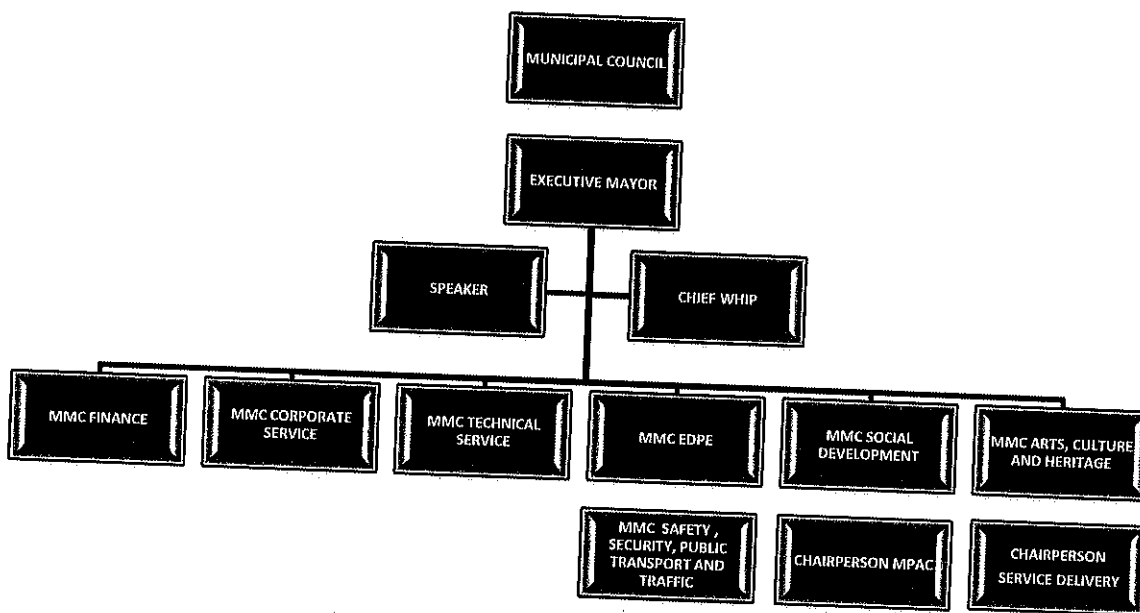 MUNICIPAL COUNCIL
EXECUTIVE MAYOR
SPEAKER
CHIEF WHIP
MMC FINANCE
MMC CORPORATE
SERVICE
MMC TECHNICAL
SERVICE
MMC EDPE
MMC SOCIAL
DEVELOPMENT
MMC ARTS, CULTURE
AND HERITAGE
MMC SAFETY ,
SECURITY, PUBLIC
TRANSPORT AND
TRAFFIC
CHAIRPERSON MPAC
CHAIRPERSON
SERVICE DELIVERY